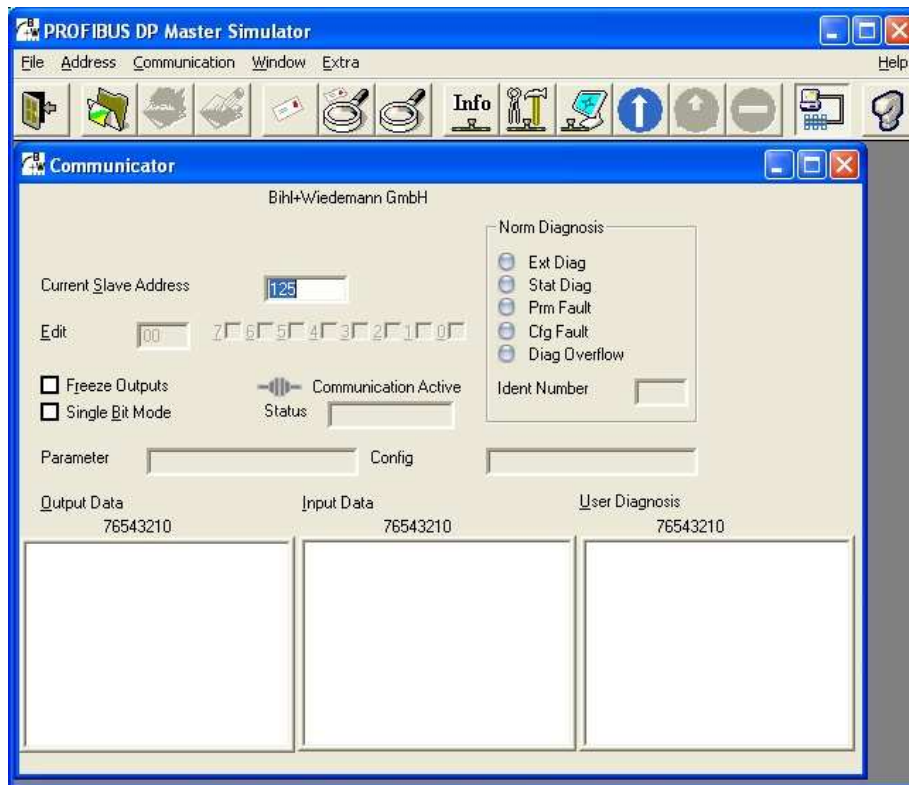 PROFIBUS DP Master Simulator
File Address Communication Window Extra Help
Info
Communicator
Bihl+Wiedemann GmbH
Norm Diagnosis
Ext Diag
Current Slave Address 125
Stat Diag
Prm Fault
Edit 00 7 6 5 4 3 2 1 0
Cfg Fault
Diag Overflow
Freeze Outputs
Communication Active
Ident Number
Single Bit Mode
Status
Parameter
Config
Output Data
Input Data
User Diagnosis
76543210
76543210
76543210